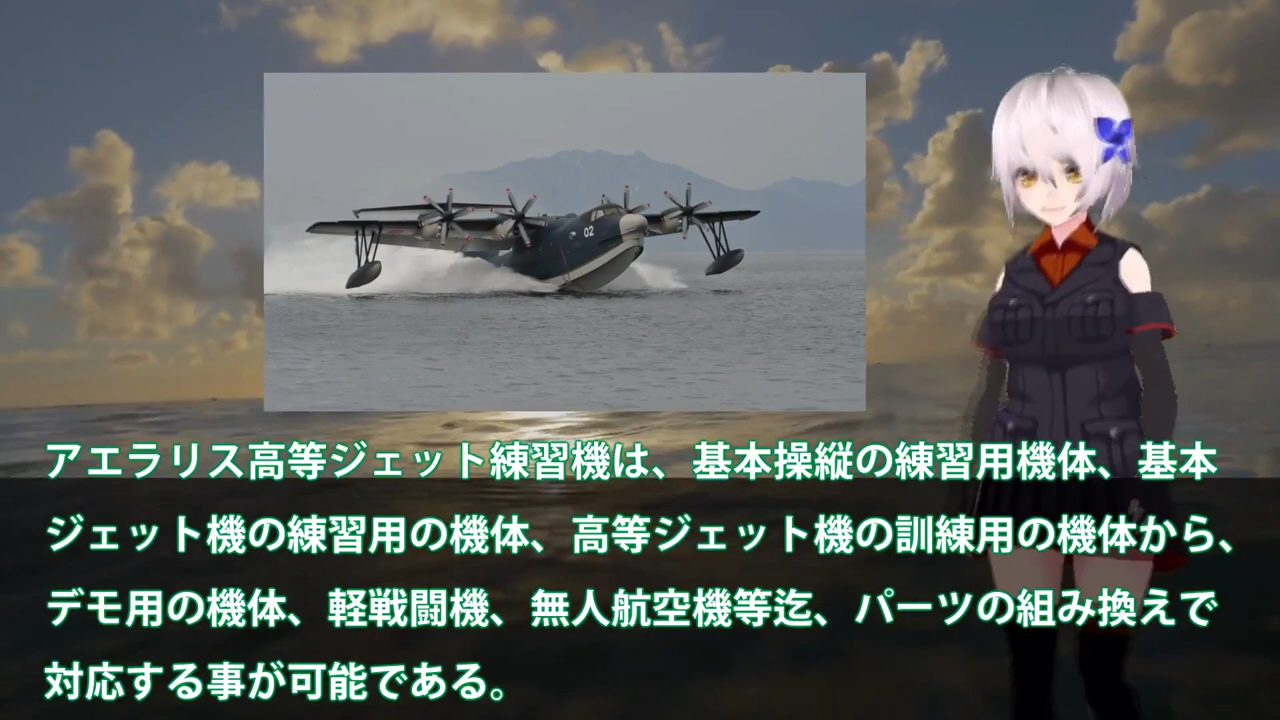 02
アエラリス高等ジェット練習機は、基本操縦の練習用機体、基本
ジェット機の練習用の機体、高等ジェット機の訓練用の機体から、
デモ用の機体、軽戦闘機、無人航空機等迄、パーツの組み換えで
対応する事が可能である。